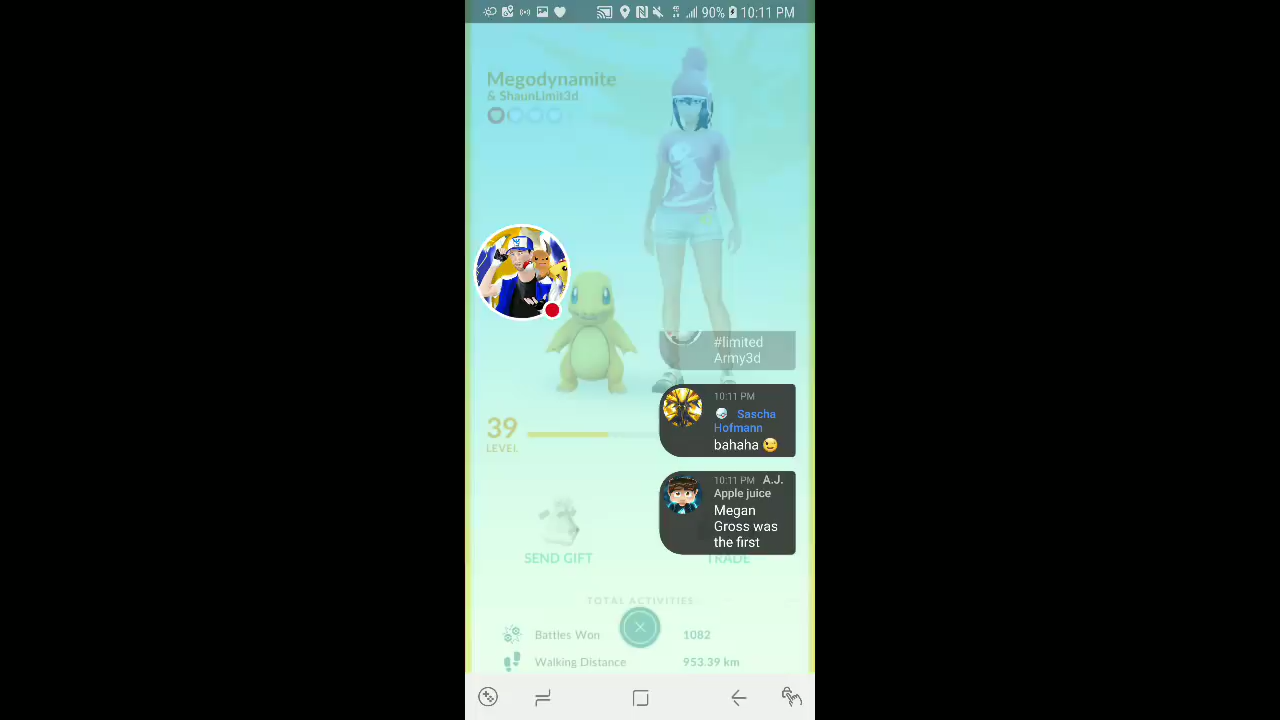 90% 10:11 PM
Megodynamite
& ShaunLimit3d
#limited
Army3d
10:11 PM
Sascha
Hofmann
bahaha 😉
39
LEVEL
10:11 PM A.J.
Apple juice
Megan
Gross was
the first
SEND GIFT
TRADE
TOTAL ACTIVITIES
Battles Won 1082
Walking Distance 953.39 km